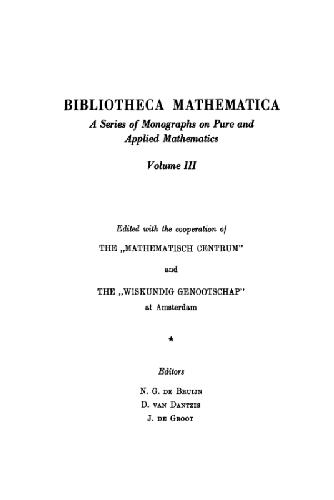 BIBLIOTHECA MATHEMATICA
A Series of Monographs on Pure and
Applied Mathematics
Volume III
Edited with the cooperation of
THE „MATHEMATISCH CENTRUM”
and
THE „WISKUNDIG GENOOTSCHAP”
at Amsterdam
*
Editors
N. G. DE BRUIJN
D. VAN DANTZIG
J. DE GROOT